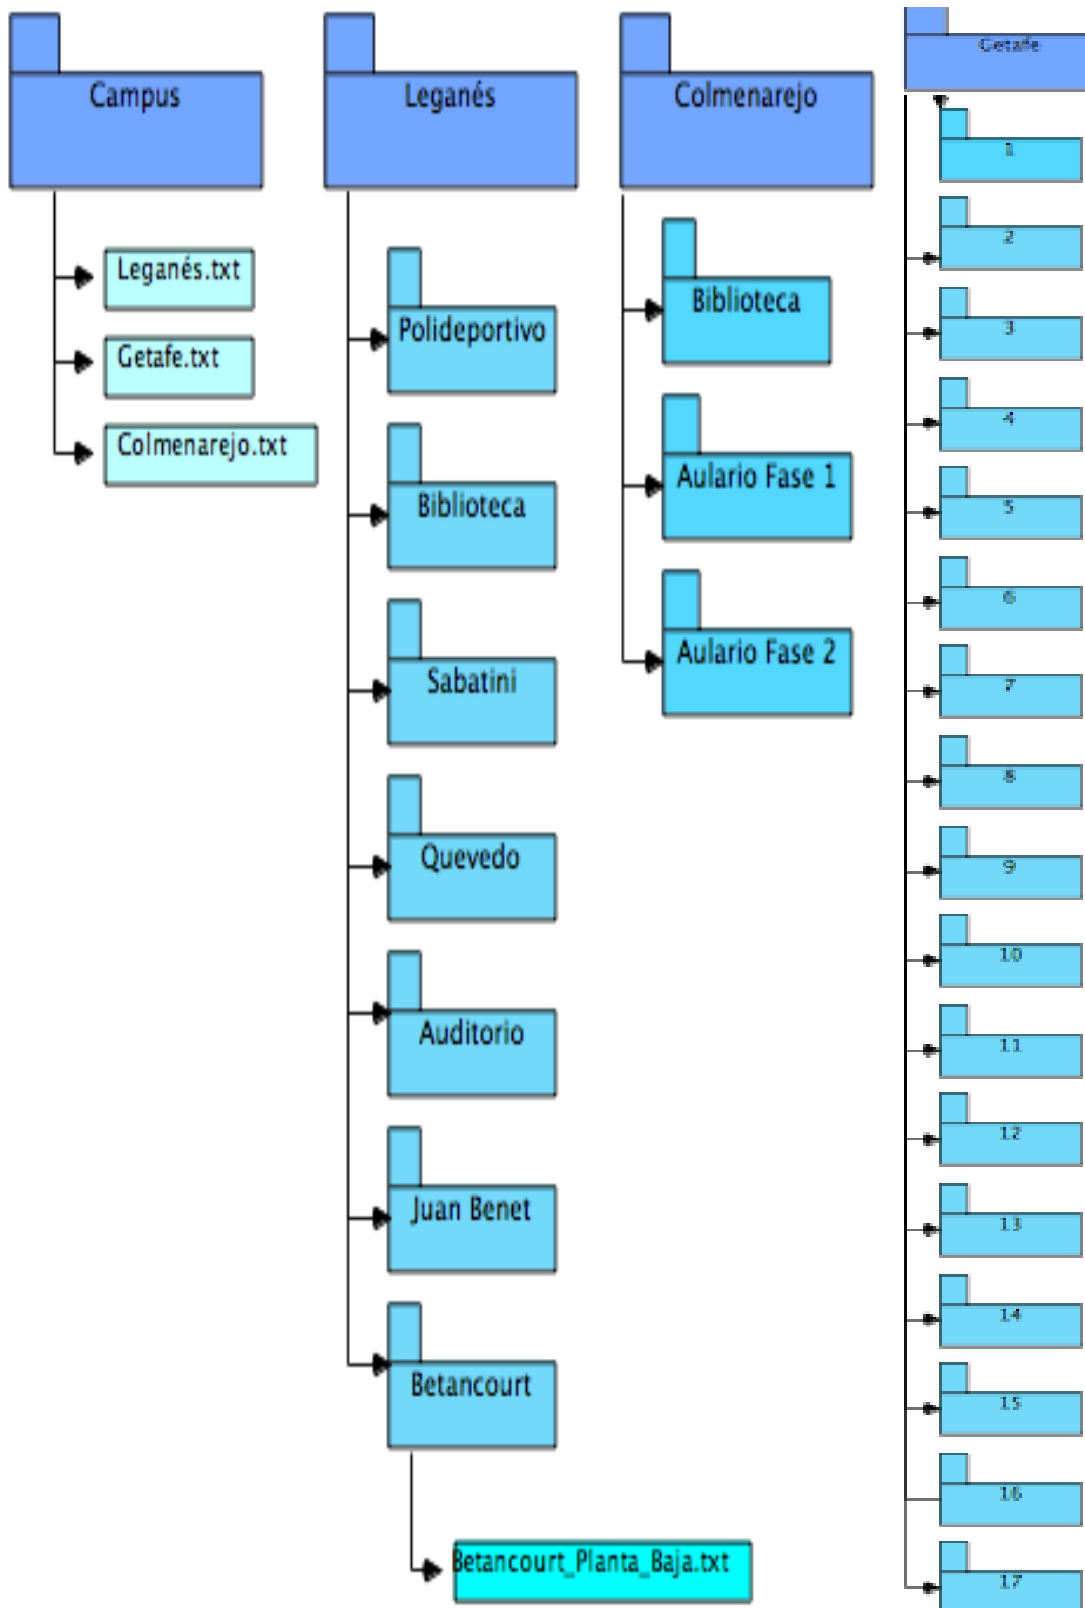 Campus
Leganés.txt
Getafe.txt
Colmenarejo.txt
Leganés
Polideportivo
Biblioteca
Sabatini
Quevedo
Auditorio
Juan Benet
Betancourt
Betancourt_Planta_Baja.txt
Colmenarejo
Biblioteca
Aulario Fase 1
Aulario Fase 2
Getafe
1
2
3
4
5
6
7
8
9
10
11
12
13
14
15
16
17